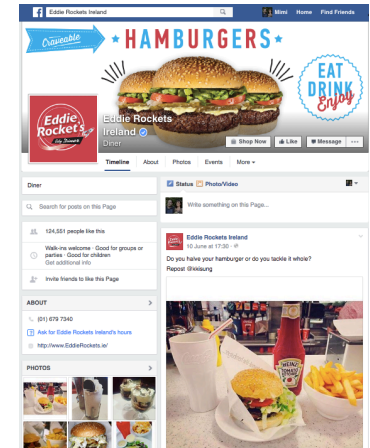 Eddie Rockets Ireland
Mimi Home Find Friends
Craveable
HAMBURGERS
EAT
DRINK
Enjoy
Eddie
Rocket's
City Diner
Eddie Rockets
Ireland
Diner
Shop Now Like Message
Timeline About Photos Events More
Diner
Search for posts on this Page
124,551 people like this
Walk-ins welcome · Good for groups or
parties · Good for children
Get additional info
Invite friends to like this Page
ABOUT
(01) 679 7340
Ask for Eddie Rockets Ireland's hours
http://www.EddieRockets.ie/
PHOTOS
Status Photo/Video
Write something on this Page...
Eddie Rockets Ireland
10 June at 17:30 ·
Do you halve your hamburger or do you tackle it whole?
Repost @kkisung
HEINZ
TOMATO
KETCHUP